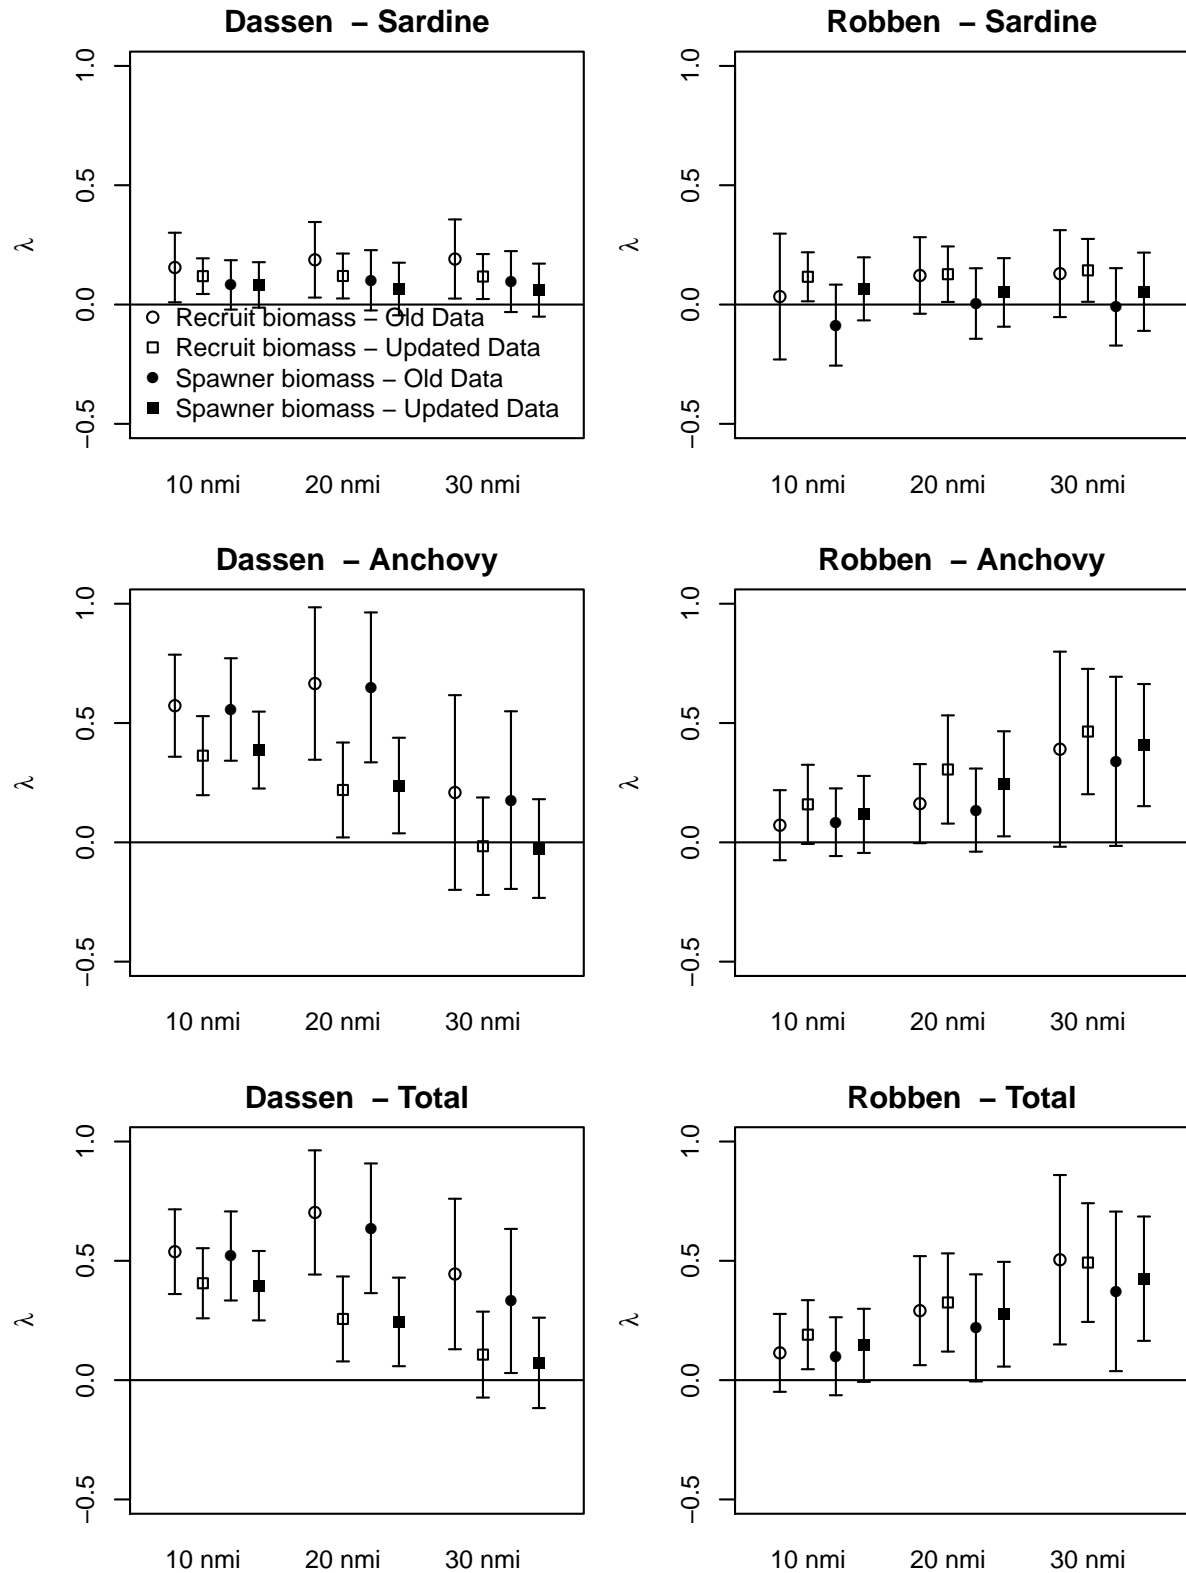 Dassen – Sardine
1.0
0.5
0.0
−0.5
λ
Recruit biomass – Old Data
Recruit biomass – Updated Data
Spawner biomass – Old Data
Spawner biomass – Updated Data
10 nmi 20 nmi 30 nmi
Robben – Sardine
1.0
0.5
0.0
−0.5
λ
10 nmi 20 nmi 30 nmi
Dassen – Anchovy
1.0
0.5
0.0
−0.5
λ
10 nmi 20 nmi 30 nmi
Robben – Anchovy
1.0
0.5
0.0
−0.5
λ
10 nmi 20 nmi 30 nmi
Dassen – Total
1.0
0.5
0.0
−0.5
λ
10 nmi 20 nmi 30 nmi
Robben – Total
1.0
0.5
0.0
−0.5
λ
10 nmi 20 nmi 30 nmi